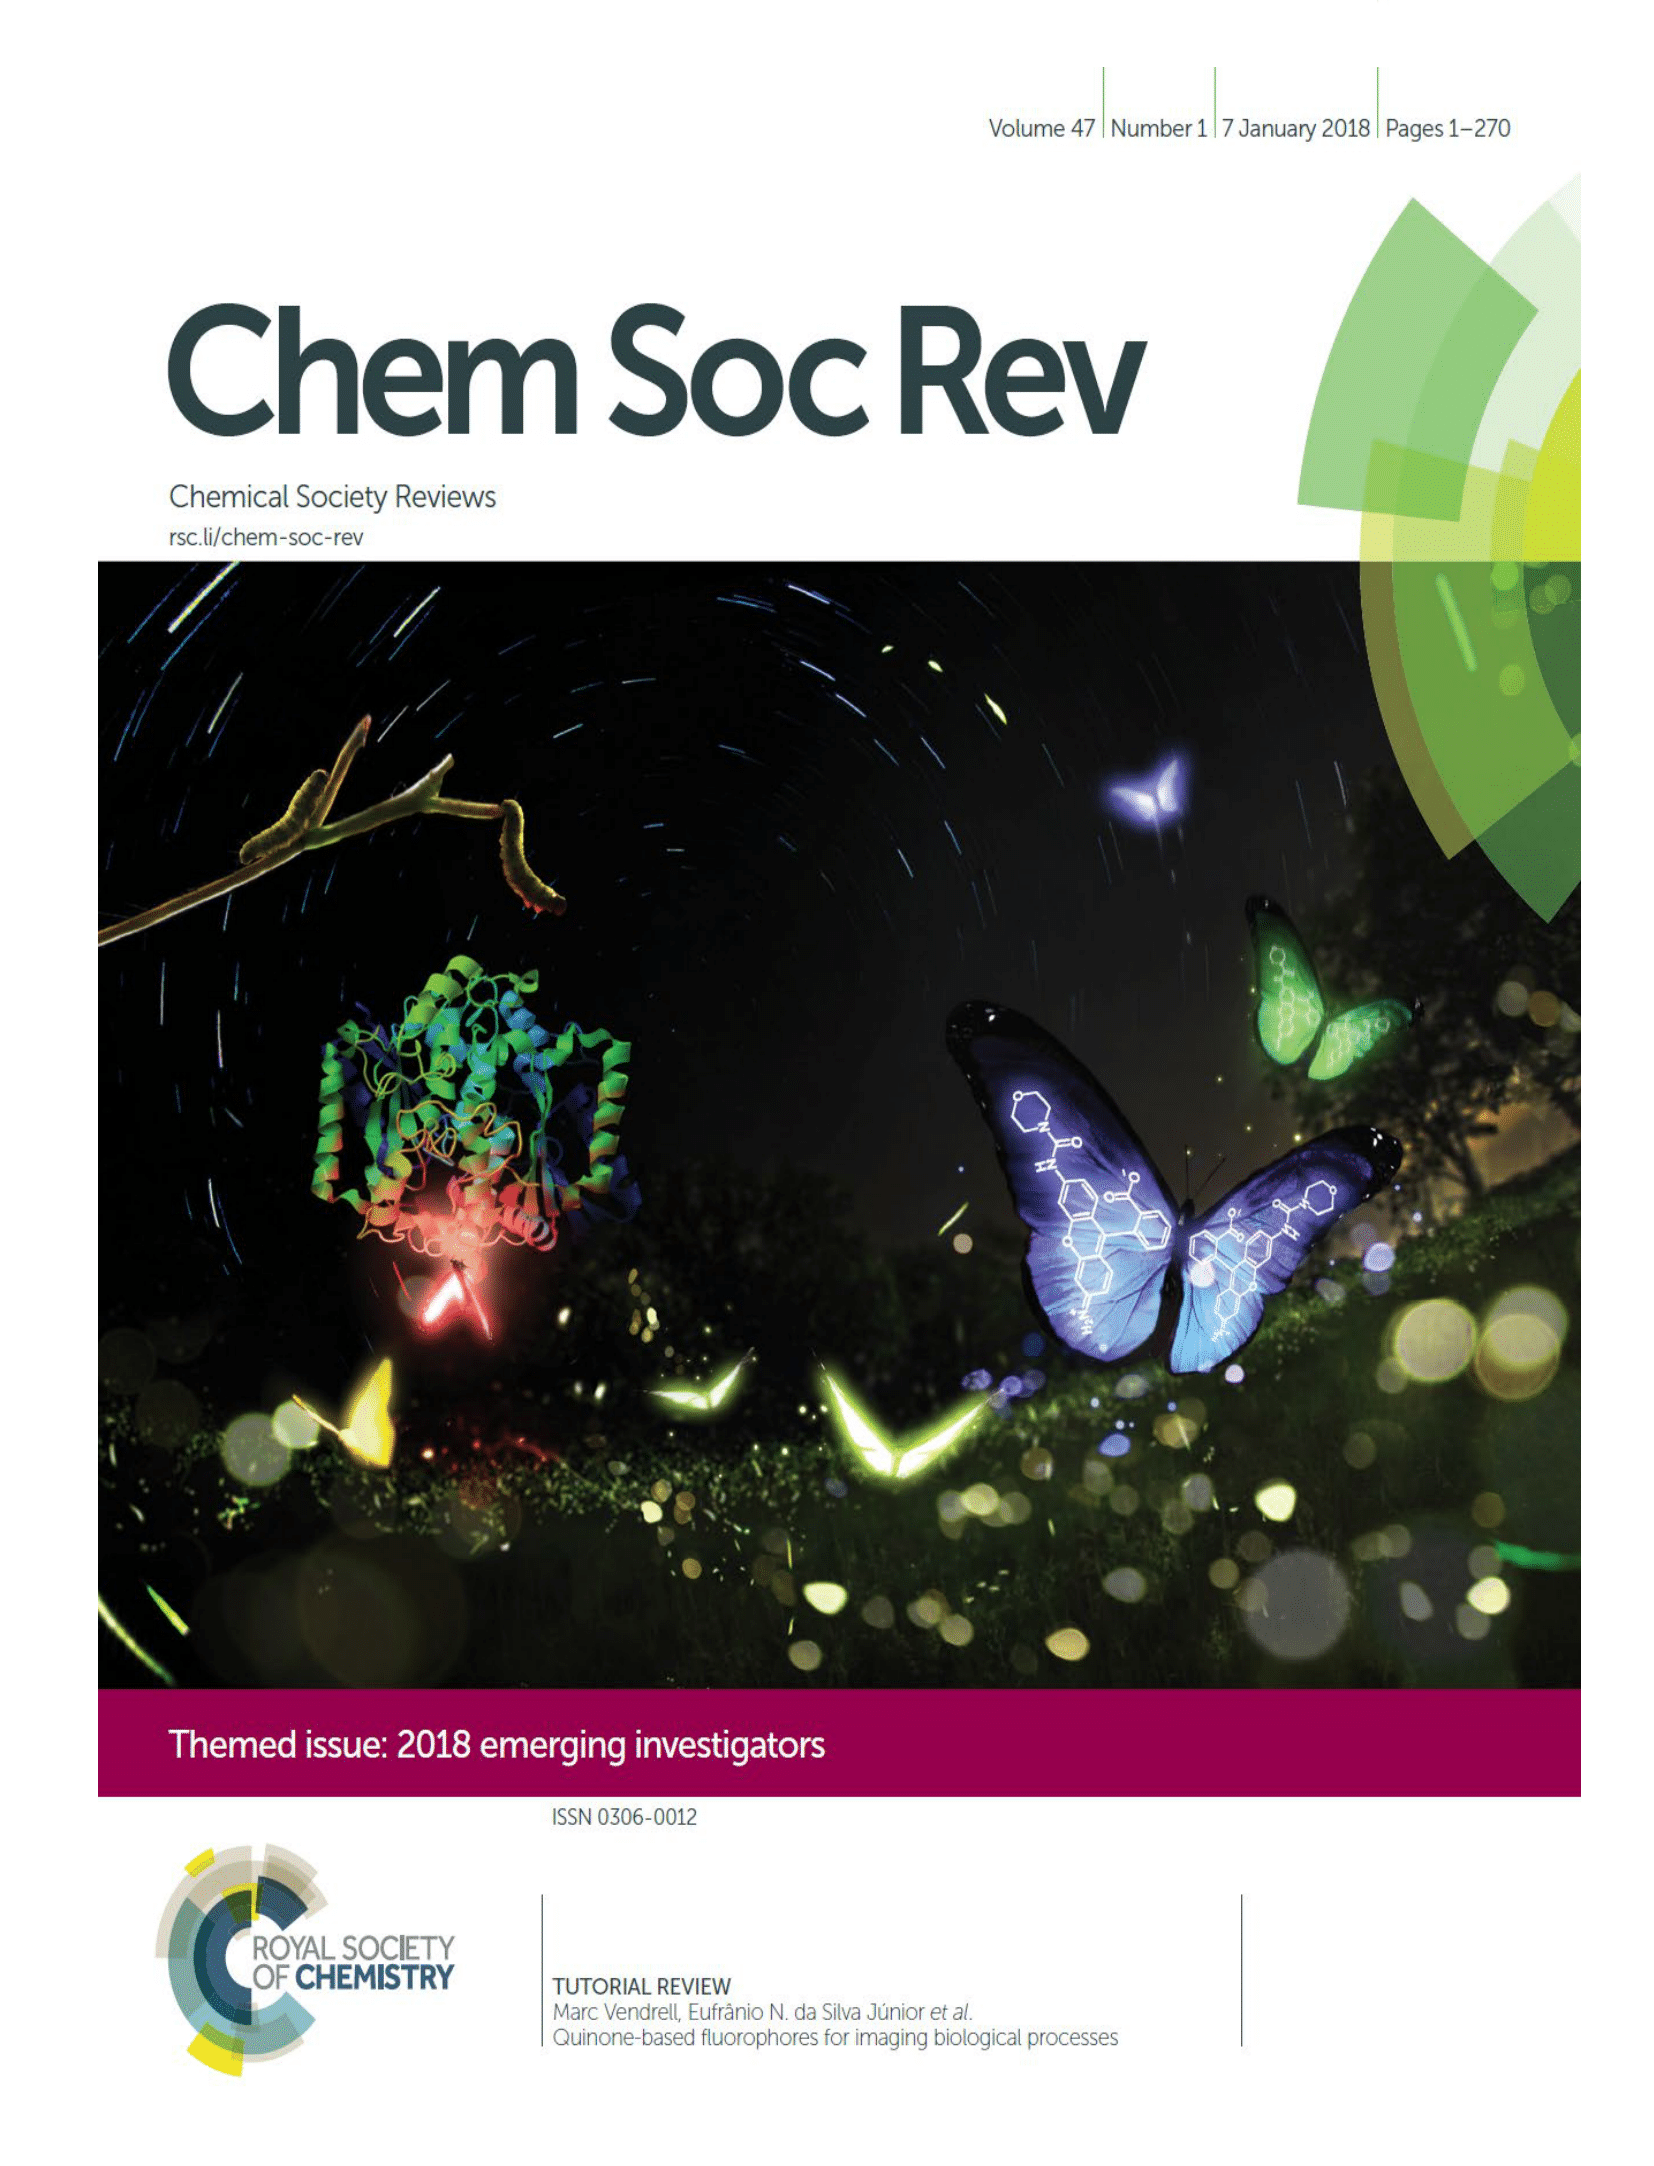 Volume 47 Number 1 7 January 2018 Pages 1–270
Chem Soc Rev
Chemical Society Reviews
rsc.li/chem-soc-rev
Themed issue: 2018 emerging investigators
ISSN 0306-0012
ROYAL SOCIETY
OF CHEMISTRY
TUTORIAL REVIEW
Marc Vendrell, Eufrânio N. da Silva Júnior et al.
Quinone-based fluorophores for imaging biological processes